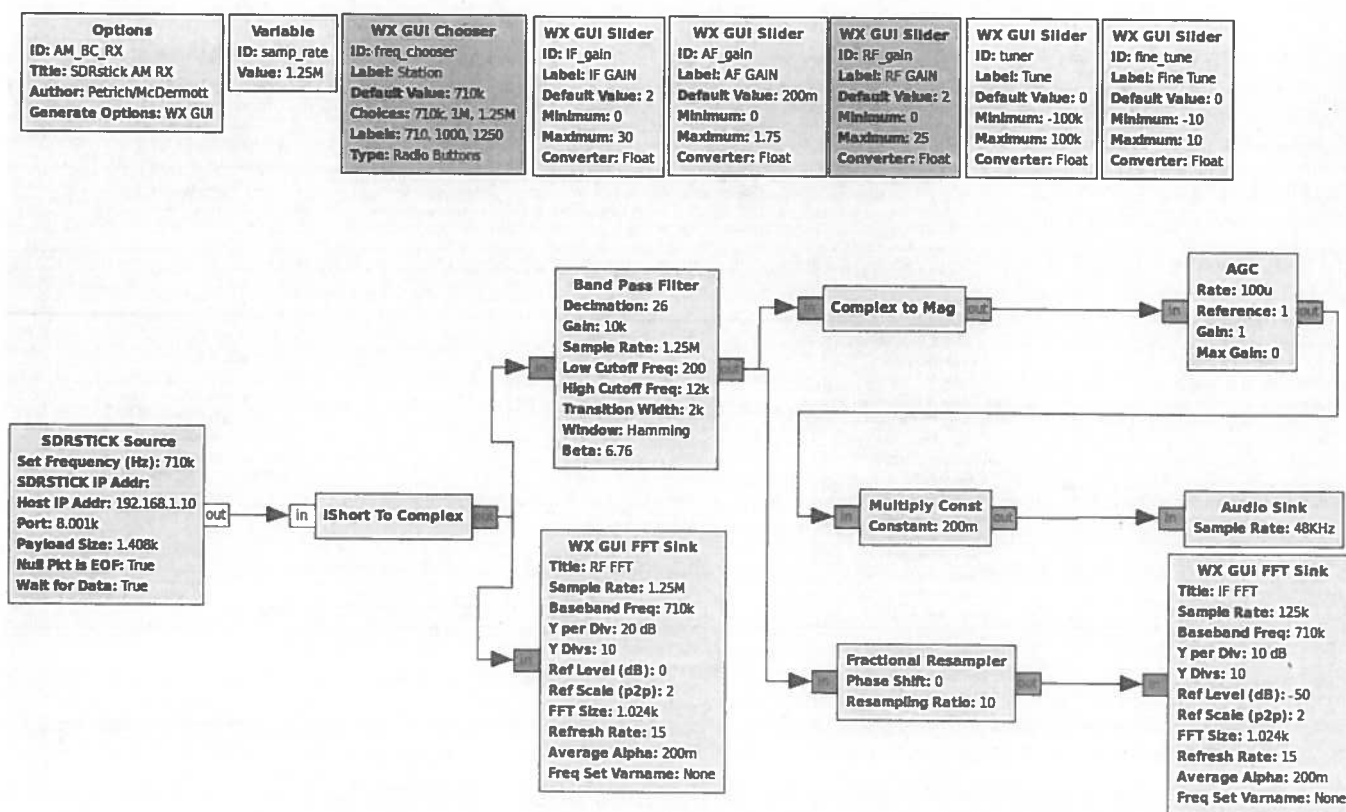 Options
ID: AM_BC_RX
Title: SDRstick AM RX
Author: Petrich/McDermott
Generate Options: WX GUI
Variable
ID: samp_rate
Value: 1.25M
WX GUI Chooser
ID: freq_chooser
Label: Station
Default Value: 710k
Choices: 710k, 1M, 1.25M
Labels: 710, 1000, 1250
Type: Radio Buttons
WX GUI Slider
ID: IF_gain
Label: IF GAIN
Default Value: 2
Minimum: 0
Maximum: 30
Converter: Float
WX GUI Slider
ID: AF_gain
Label: AF GAIN
Default Value: 200m
Minimum: 0
Maximum: 1.75
Converter: Float
WX GUI Slider
ID: RF_gain
Label: RF GAIN
Default Value: 2
Minimum: 0
Maximum: 25
Converter: Float
WX GUI Slider
ID: tuner
Label: Tune
Default Value: 0
Minimum: -100k
Maximum: 100k
Converter: Float
WX GUI Slider
ID: fine_tune
Label: Fine Tune
Default Value: 0
Minimum: -10
Maximum: 10
Converter: Float
SDRSTICK Source
Set Frequency (Hz): 710k
SDRSTICK IP Addr:
Host IP Addr: 192.168.1.10
Port: 8.001k
Payload Size: 1.408k
Null Pkt is EOF: True
Wait for Data: True
out
in
IShort To Complex
out
in
Band Pass Filter
Decimation: 26
Gain: 10k
Sample Rate: 1.25M
Low Cutoff Freq: 200
High Cutoff Freq: 12k
Transition Width: 2k
Window: Hamming
Beta: 6.76
out
in
WX GUI FFT Sink
Title: RF FFT
Sample Rate: 1.25M
Baseband Freq: 710k
Y per Div: 20 dB
Y Divs: 10
Ref Level (dB): 0
Ref Scale (p2p): 2
FFT Size: 1.024k
Refresh Rate: 15
Average Alpha: 200m
Freq Set Varname: None
in
Complex to Mag
out
in
AGC
Rate: 100u
Reference: 1
Gain: 1
Max Gain: 0
out
in
Multiply Const
Constant: 200m
out
in
Audio Sink
Sample Rate: 48KHz
in
Fractional Resampler
Phase Shift: 0
Resampling Ratio: 10
out
in
WX GUI FFT Sink
Title: IF FFT
Sample Rate: 125k
Baseband Freq: 710k
Y per Div: 10 dB
Y Divs: 10
Ref Level (dB): -50
Ref Scale (p2p): 2
FFT Size: 1.024k
Refresh Rate: 15
Average Alpha: 200m
Freq Set Varname: None